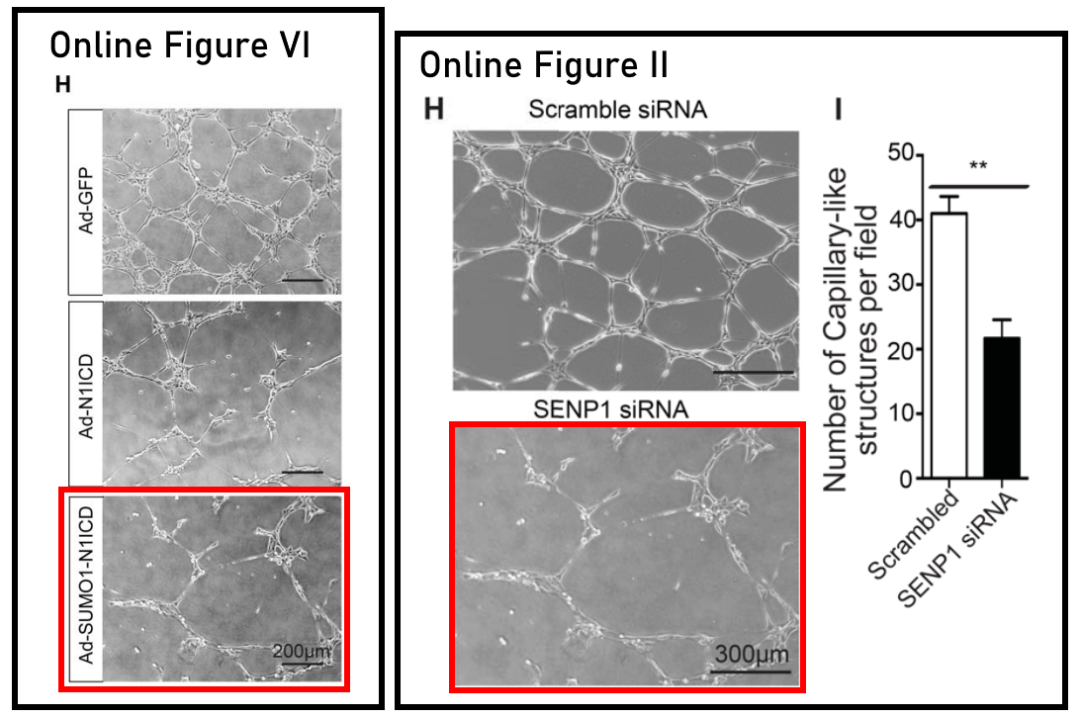 Online Figure VI
H
Ad-GFP
Ad-N1ICD
Ad-SUMO1-N1ICD
200µm
Online Figure II
H
Scramble siRNA
SENP1 siRNA
300µm
I
**
Number of Capillary-like
structures per field
50
40
30
20
10
0
Scrambled
SENP1 siRNA